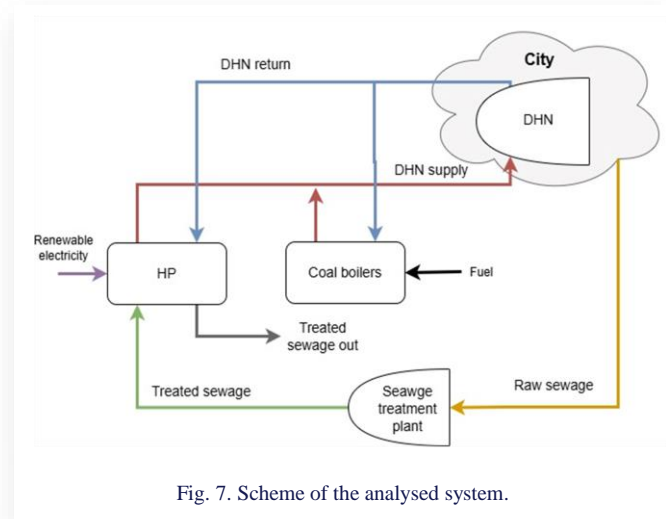 City
DHN return
DHN
DHN supply
Renewable
electricity
HP
Coal boilers
Fuel
Treated
sewage out
Treated sewage
Seawge
treatment
plant
Raw sewage
Fig. 7. Scheme of the analysed system.